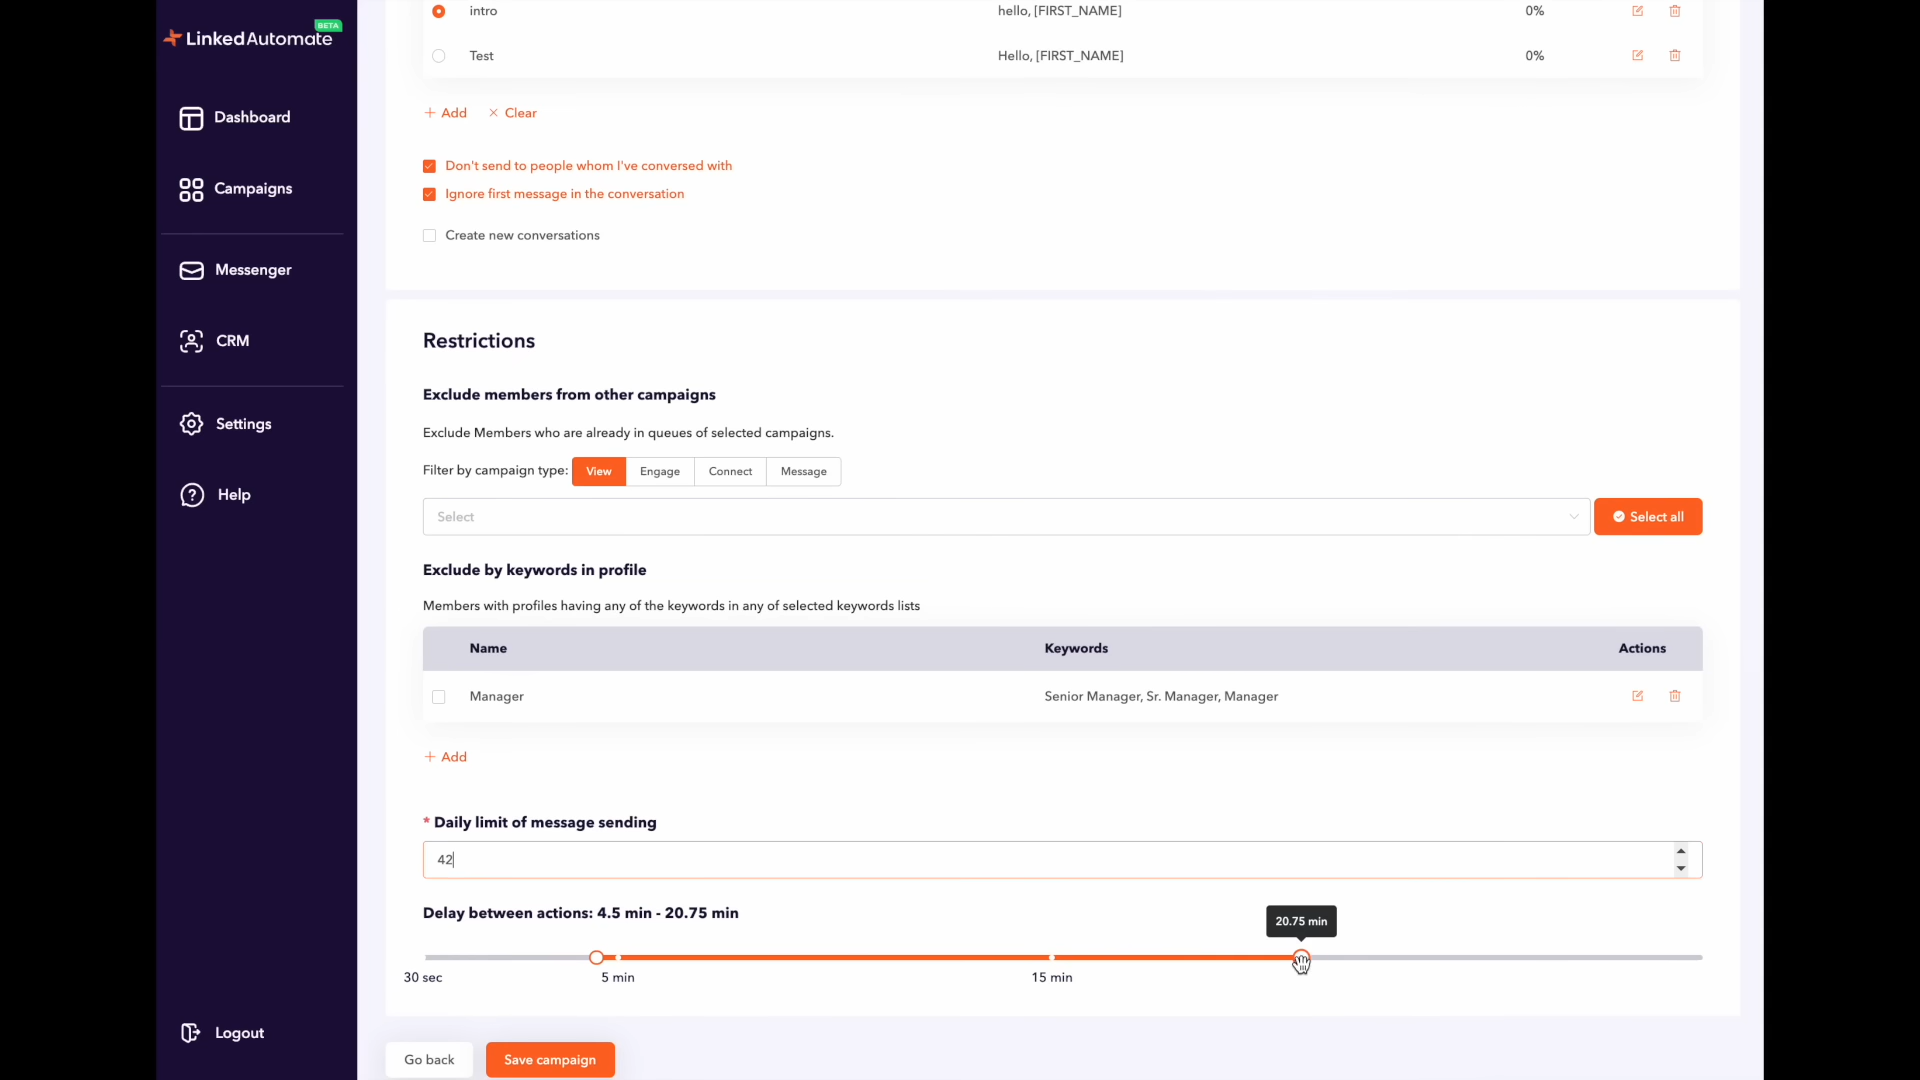 LinkedAutomate BETA
Dashboard
Campaigns
Messenger
CRM
Settings
Help
Logout
intro hello, [FIRST_NAME] 0%
Test Hello, [FIRST_NAME] 0%
+ Add × Clear
Don't send to people whom I've conversed with
Ignore first message in the conversation
Create new conversations
Restrictions
Exclude members from other campaigns
Exclude Members who are already in queues of selected campaigns.
Filter by campaign type: View Engage Connect Message
Select Select all
Exclude by keywords in profile
Members with profiles having any of the keywords in any of selected keywords lists
Name Keywords Actions
Manager Senior Manager, Sr. Manager, Manager
+ Add
* Daily limit of message sending
42
Delay between actions: 4.5 min - 20.75 min
20.75 min
30 sec 5 min 15 min
Go back Save campaign